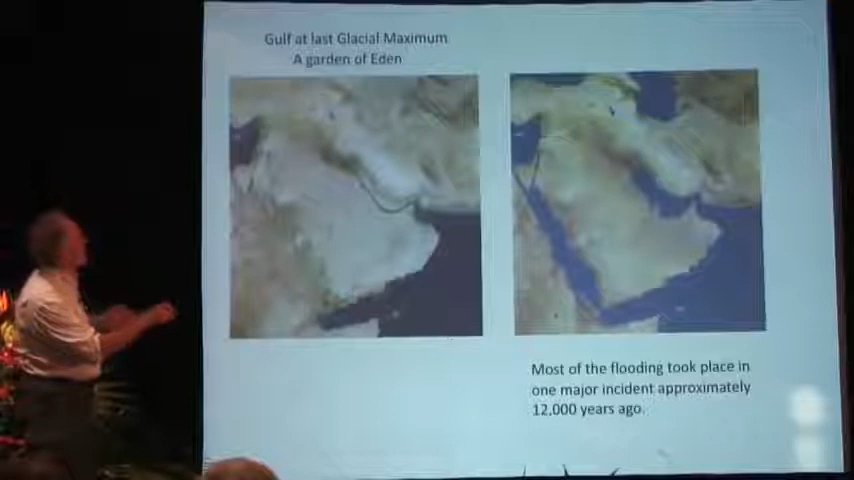 Gulf at last Glacial Maximum
A garden of Eden
Most of the flooding took place in
one major incident approximately
12,000 years ago.